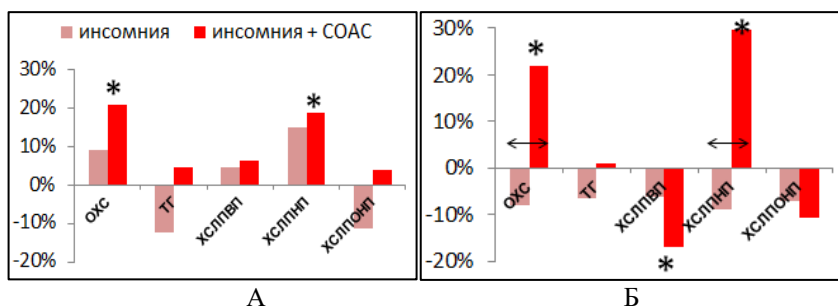 инсомния инсомния + СОАС
30%
20%
10%
0%
-10%
-20%
ОХС ТГ ХСЛПВП ХСЛПНП ХСЛПОНП
* *
А
30%
20%
10%
0%
-10%
-20%
ОХС ТГ ХСЛПВП ХСЛПНП ХСЛПОНП
* * *
Б